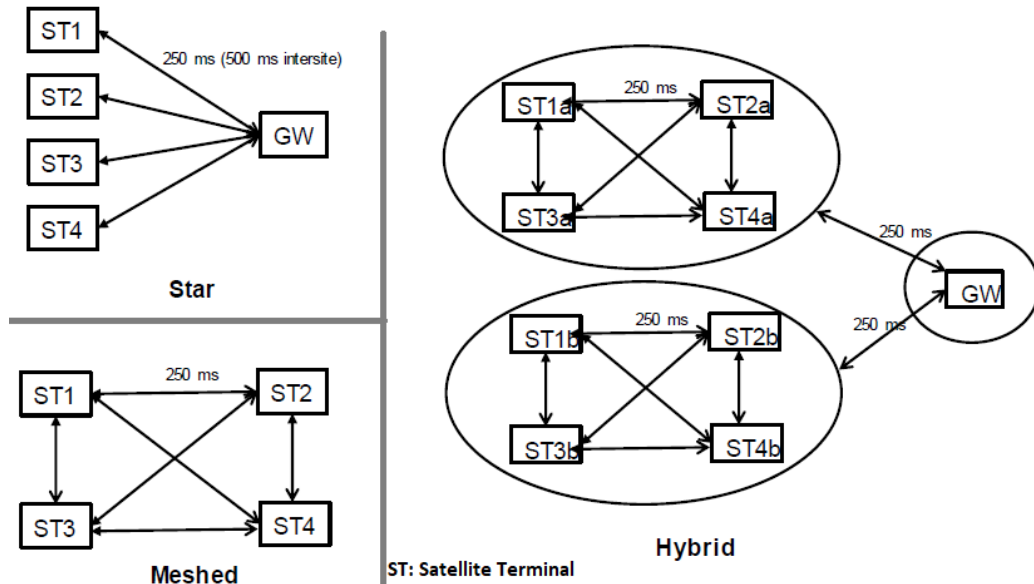 ST1
250 ms (500 ms intersite)
ST2
GW
ST3
ST4
Star
250 ms
ST1
ST2
ST3
ST4
Meshed
250 ms
ST1a
ST2a
ST3a
ST4a
250 ms
GW
250 ms
250 ms
ST1b
ST2b
ST3b
ST4b
Hybrid
ST: Satellite Terminal